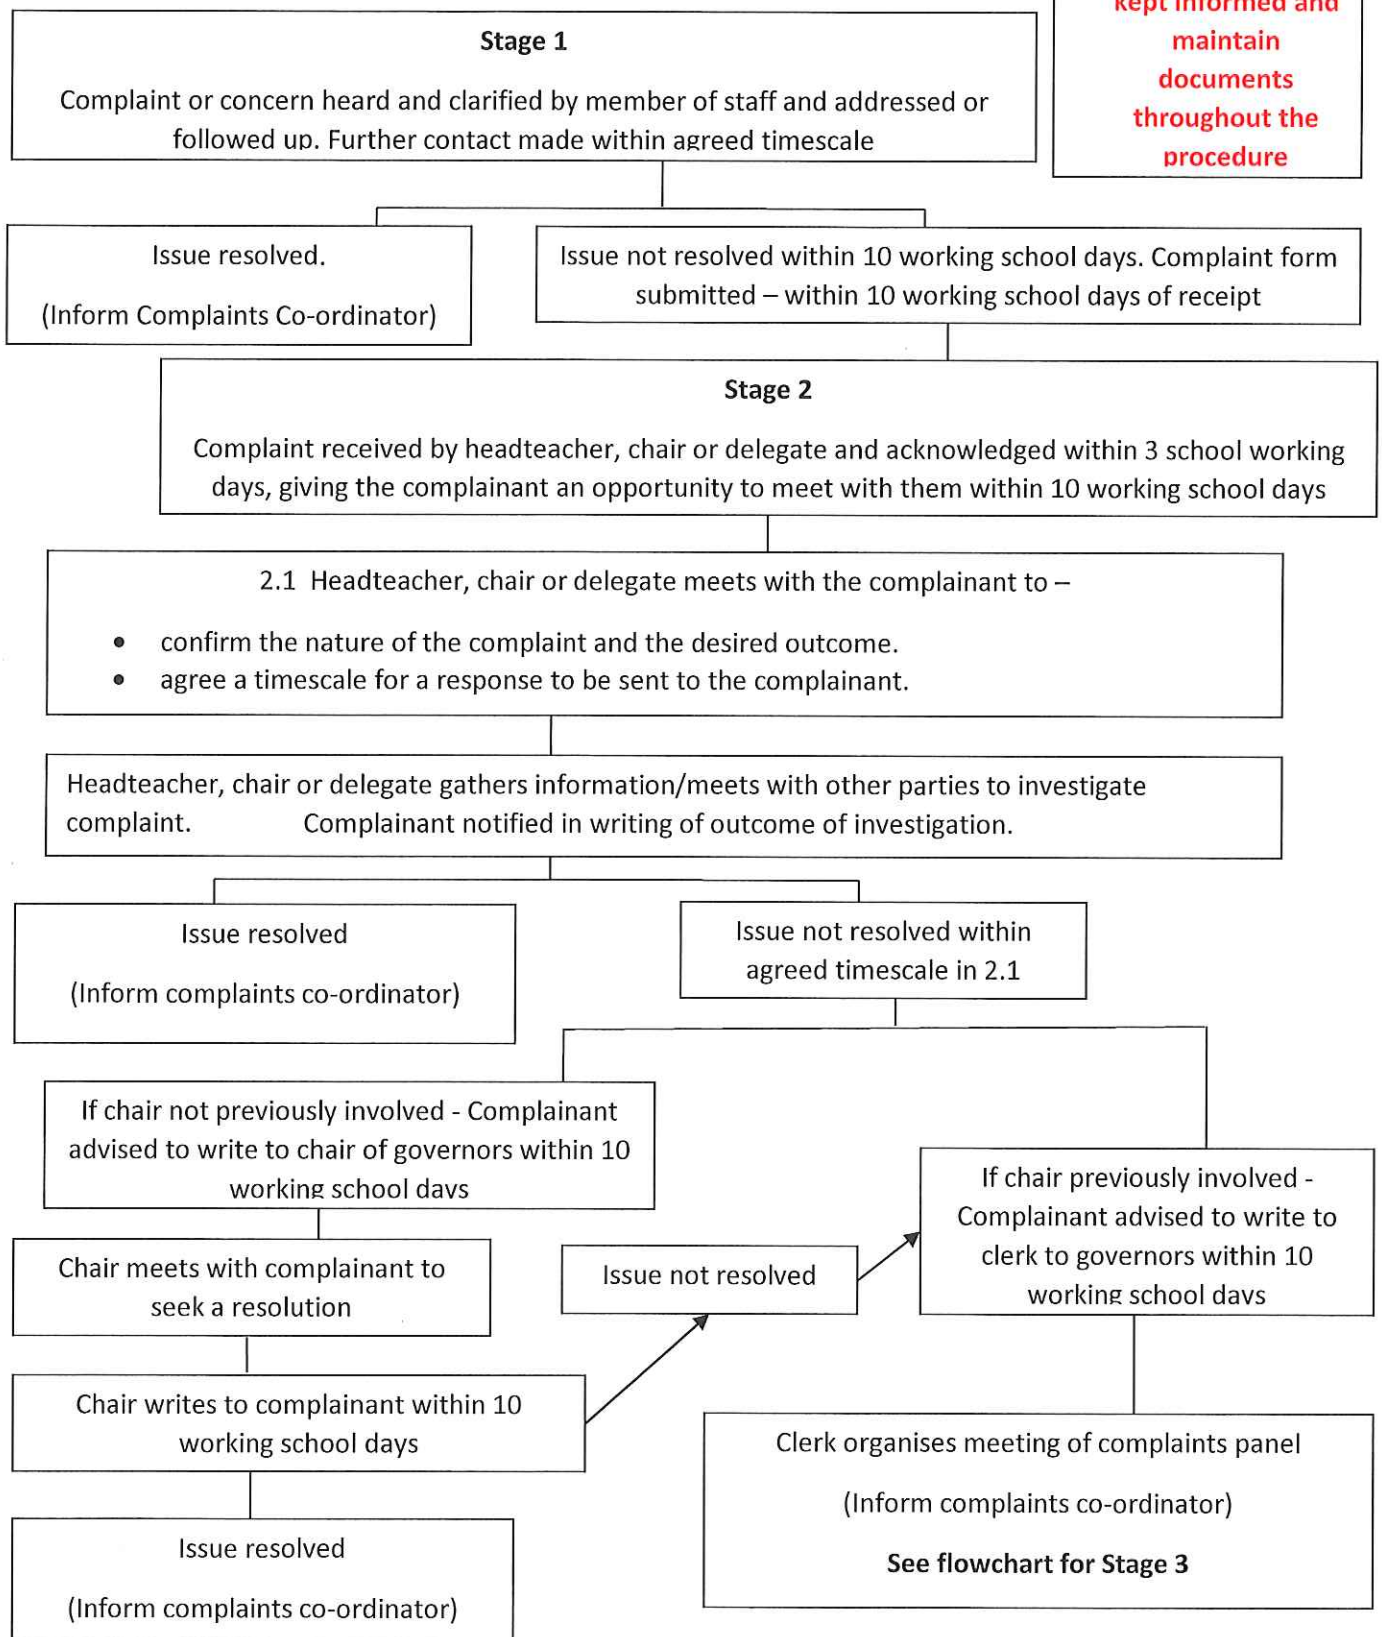 kept informed and
maintain
documents
throughout the
procedure
Stage 1
Complaint or concern heard and clarified by member of staff and addressed or
followed up. Further contact made within agreed timescale
Issue resolved.
(Inform Complaints Co-ordinator)
Issue not resolved within 10 working school days. Complaint form
submitted – within 10 working school days of receipt
Stage 2
Complaint received by headteacher, chair or delegate and acknowledged within 3 school working
days, giving the complainant an opportunity to meet with them within 10 working school days
2.1 Headteacher, chair or delegate meets with the complainant to –
• confirm the nature of the complaint and the desired outcome.
• agree a timescale for a response to be sent to the complainant.
Headteacher, chair or delegate gathers information/meets with other parties to investigate
complaint. Complainant notified in writing of outcome of investigation.
Issue resolved
(Inform complaints co-ordinator)
Issue not resolved within
agreed timescale in 2.1
If chair not previously involved - Complainant
advised to write to chair of governors within 10
working school days
If chair previously involved -
Complainant advised to write to
clerk to governors within 10
working school days
Chair meets with complainant to
seek a resolution
Issue not resolved
Chair writes to complainant within 10
working school days
Clerk organises meeting of complaints panel
(Inform complaints co-ordinator)
See flowchart for Stage 3
Issue resolved
(Inform complaints co-ordinator)